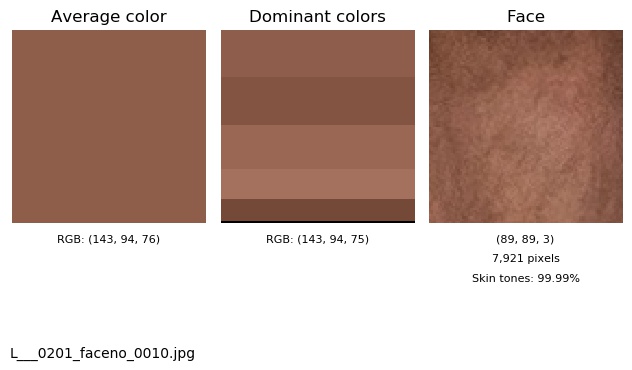 Average color
Dominant colors
Face
RGB: (143, 94, 76)
RGB: (143, 94, 75)
(89, 89, 3)
7,921 pixels
Skin tones: 99.99%
L___0201_faceno_0010.jpg